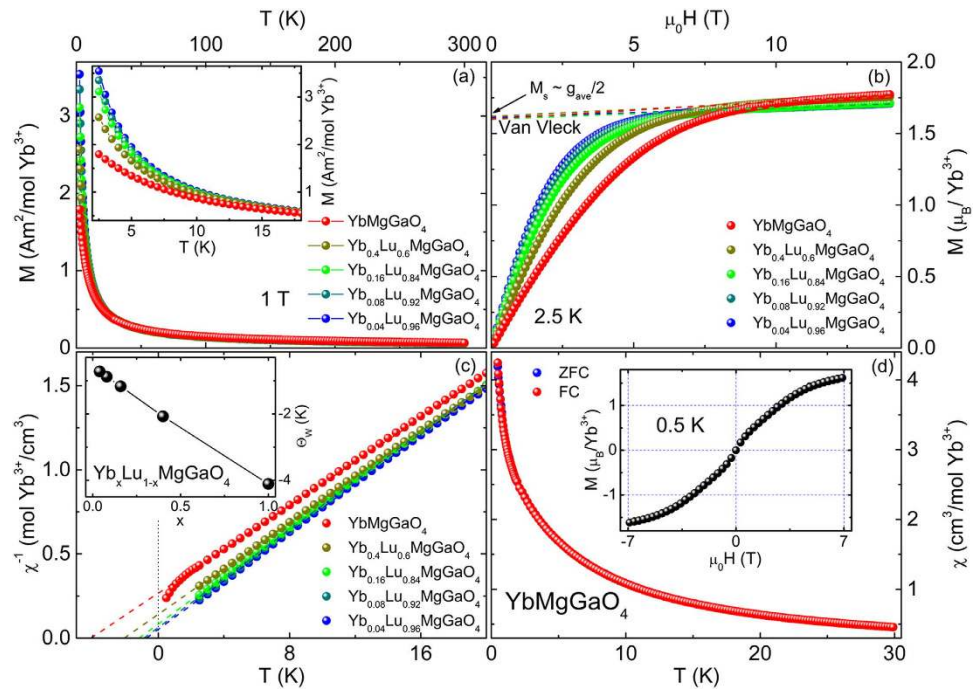 T (K)
0 100 200 300
μ₀H (T)
0 5 10
M (Am²/mol Yb³⁺)
3
2
1
0
(a)
M (Am²/mol Yb³⁺)
3
2
1
5 10 15
T (K)
YbMgGaO₄
Yb₀.₄Lu₀.₆MgGaO₄
Yb₀.₁₆Lu₀.₈₄MgGaO₄
Yb₀.₀₈Lu₀.₉₂MgGaO₄
Yb₀.₀₄Lu₀.₉₆MgGaO₄
1 T
(b)
Mₛ ~ gₐᵥₑ/2
Van Vleck
2.0
1.5
1.0
0.5
0.0
M (μ_B/ Yb³⁺)
YbMgGaO₄
Yb₀.₄Lu₀.₆MgGaO₄
Yb₀.₁₆Lu₀.₈₄MgGaO₄
Yb₀.₀₈Lu₀.₉₂MgGaO₄
Yb₀.₀₄Lu₀.₉₆MgGaO₄
2.5 K
χ⁻¹ (mol Yb³⁺/cm³)
1.5
1.0
0.5
0.0
(c)
-2
-4
Θ_W (K)
YbₓLu₁₋ₓMgGaO₄
0.0 0.5 1.0
x
YbMgGaO₄
Yb₀.₄Lu₀.₆MgGaO₄
Yb₀.₁₆Lu₀.₈₄MgGaO₄
Yb₀.₀₈Lu₀.₉₂MgGaO₄
Yb₀.₀₄Lu₀.₉₆MgGaO₄
0 4 8 12 16
T (K)
(d)
ZFC
FC
M (μ_B/Yb³⁺)
1
0
-1
0.5 K
-7 0 7
μ₀H (T)
YbMgGaO₄
4
3
2
1
χ (cm³/mol Yb³⁺)
0 10 20 30
T (K)